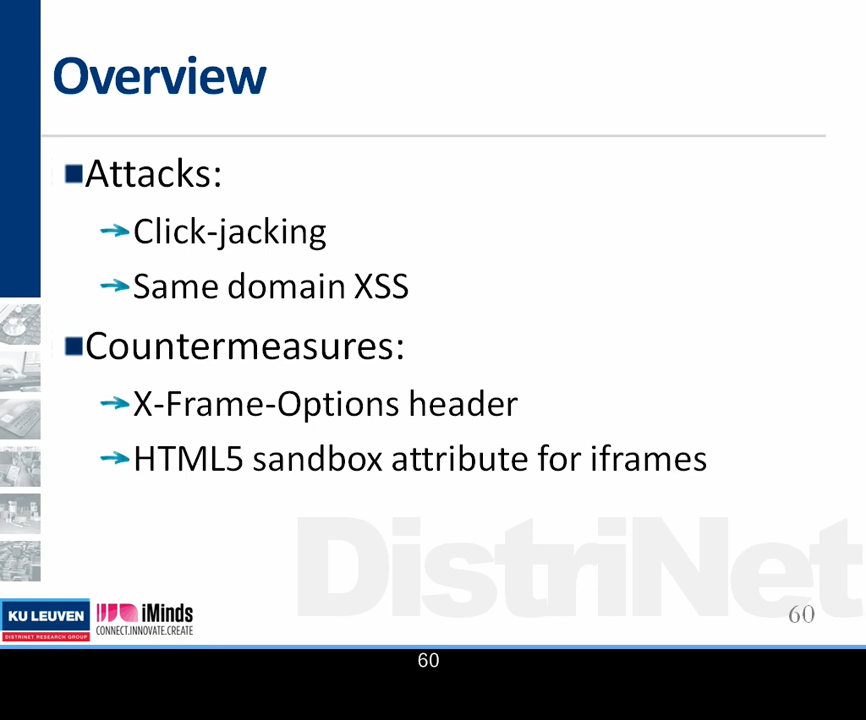 Overview
Attacks:
Click-jacking
Same domain XSS
Countermeasures:
X-Frame-Options header
HTML5 sandbox attribute for iframes
DistriNet
KU LEUVEN
DISTRINET RESEARCH GROUP
iMinds
CONNECT.INNOVATE.CREATE
60
60